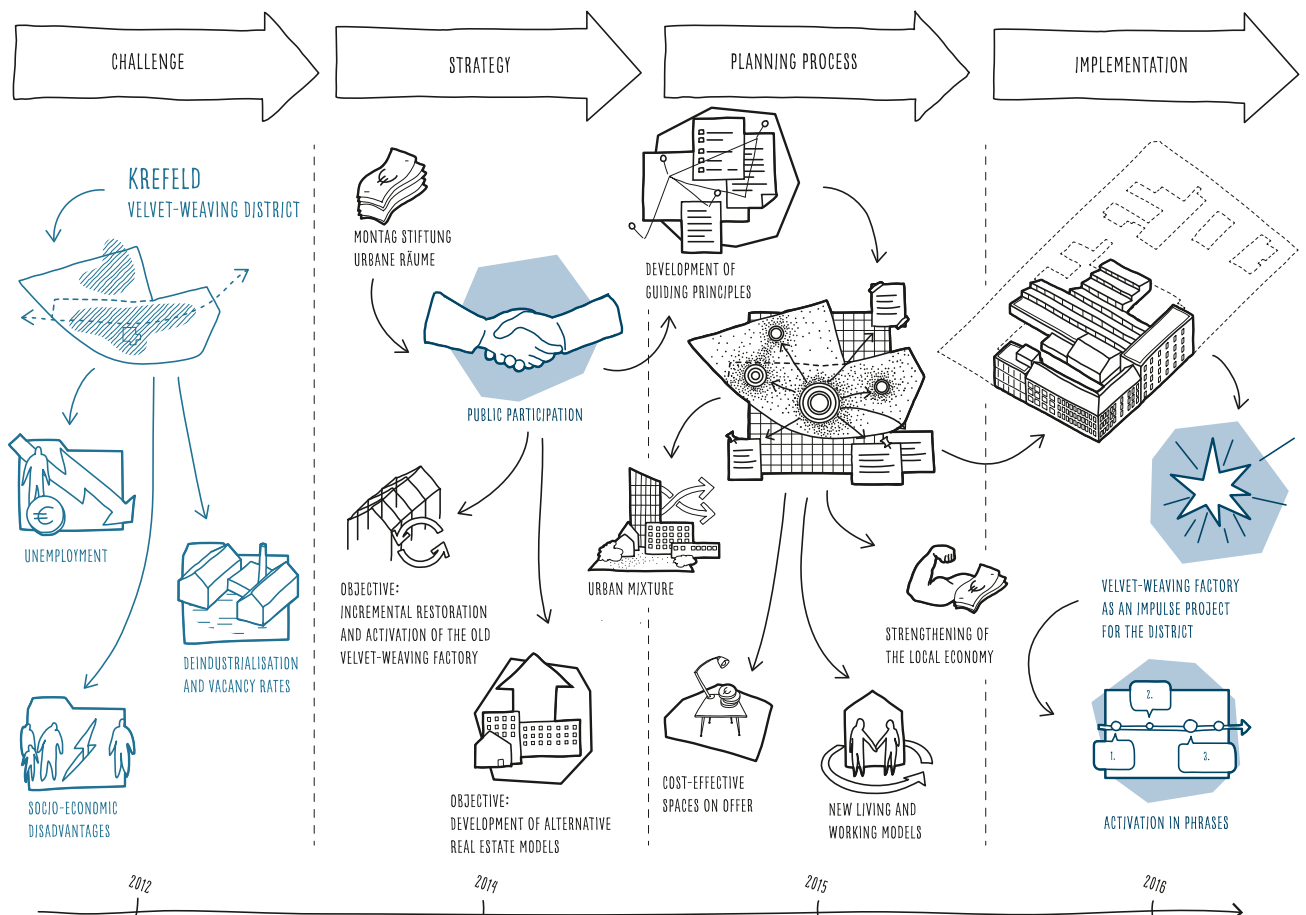 CHALLENGE
STRATEGY
PLANNING PROCESS
IMPLEMENTATION
KREFELD
VELVET-WEAVING DISTRICT
UNEMPLOYMENT
DEINDUSTRIALISATION
AND VACANCY RATES
SOCIO-ECONOMIC
DISADVANTAGES
€
MONTAG STIFTUNG
URBANE RÄUME
PUBLIC PARTICIPATION
OBJECTIVE:
INCREMENTAL RESTORATION
AND ACTIVATION OF THE OLD
VELVET-WEAVING FACTORY
OBJECTIVE:
DEVELOPMENT OF ALTERNATIVE
REAL ESTATE MODELS
DEVELOPMENT OF
GUIDING PRINCIPLES
URBAN MIXTURE
STRENGTHENING OF
THE LOCAL ECONOMY
COST-EFFECTIVE
SPACES ON OFFER
NEW LIVING AND
WORKING MODELS
VELVET-WEAVING FACTORY
AS AN IMPULSE PROJECT
FOR THE DISTRICT
2.
1.
3.
ACTIVATION IN PHRASES
2012
2014
2015
2016